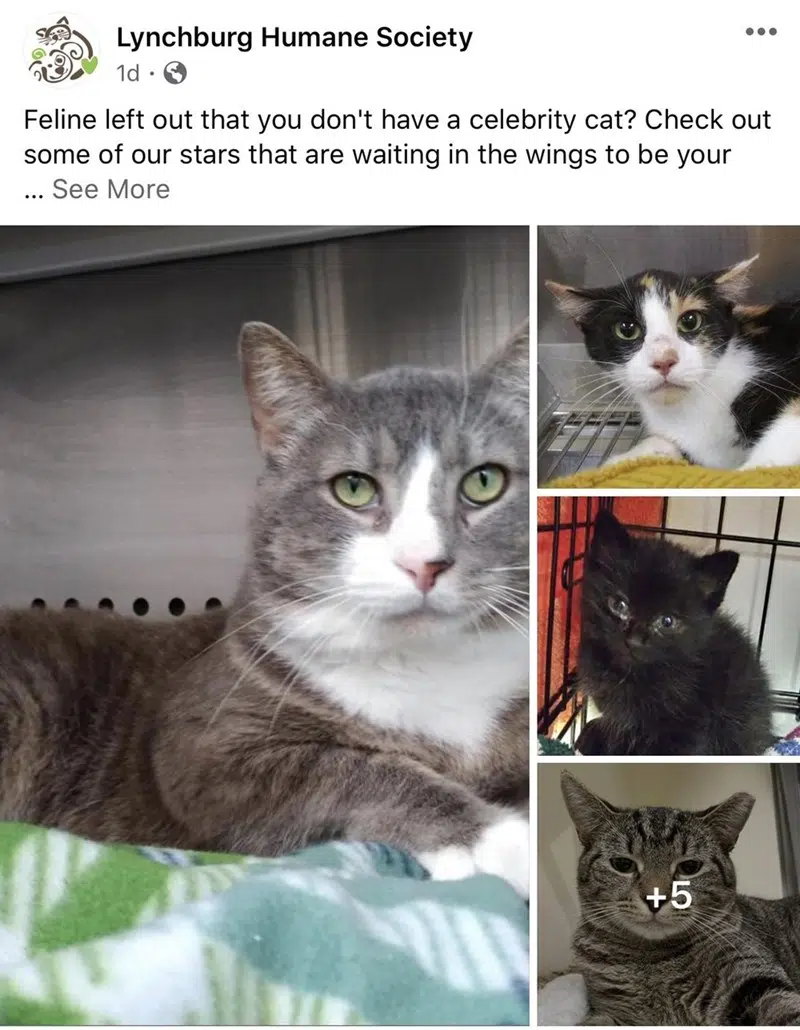 Lynchburg Humane Society
1d ·
Feline left out that you don't have a celebrity cat? Check out
some of our stars that are waiting in the wings to be your
... See More
+5